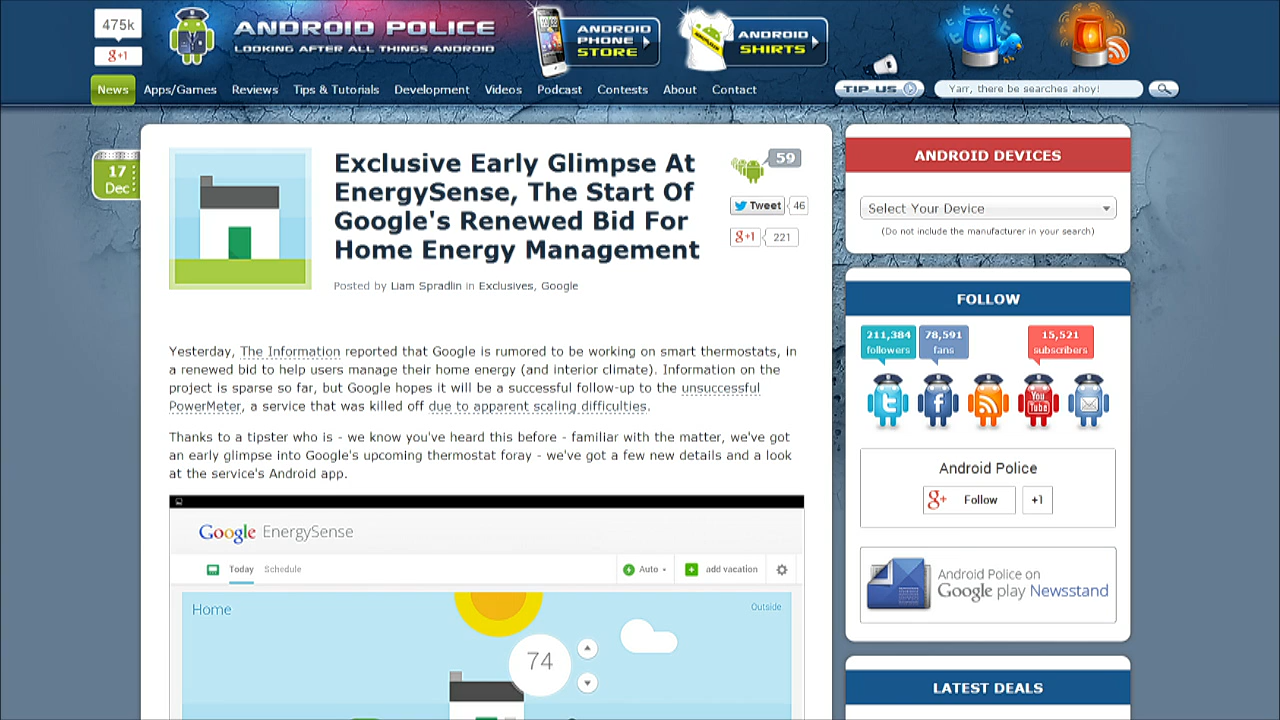 475k
g+1
ANDROID POLICE
LOOKING AFTER ALL THINGS ANDROID
ANDROID
PHONE
STORE
ANDROID
SHIRTS
News Apps/Games Reviews Tips & Tutorials Development Videos Podcast Contests About Contact
TIP US
Yarr, there be searches ahoy!
17
Dec
Exclusive Early Glimpse At
EnergySense, The Start Of
Google's Renewed Bid For
Home Energy Management
Posted by Liam Spradlin in Exclusives, Google
59
Tweet 46
g+1 221
Yesterday, The Information reported that Google is rumored to be working on smart thermostats, in
a renewed bid to help users manage their home energy (and interior climate). Information on the
project is sparse so far, but Google hopes it will be a successful follow-up to the unsuccessful
PowerMeter, a service that was killed off due to apparent scaling difficulties.
Thanks to a tipster who is - we know you've heard this before - familiar with the matter, we've got
an early glimpse into Google's upcoming thermostat foray - we've got a few new details and a look
at the service's Android app.
Google EnergySense
Today Schedule Auto add vacation
Home Outside
74
ANDROID DEVICES
Select Your Device
(Do not include the manufacturer in your search)
FOLLOW
211,384
followers
78,591
fans
15,521
subscribers
You
Tube
Android Police
g+ Follow +1
Android Police on
Google play Newsstand
LATEST DEALS